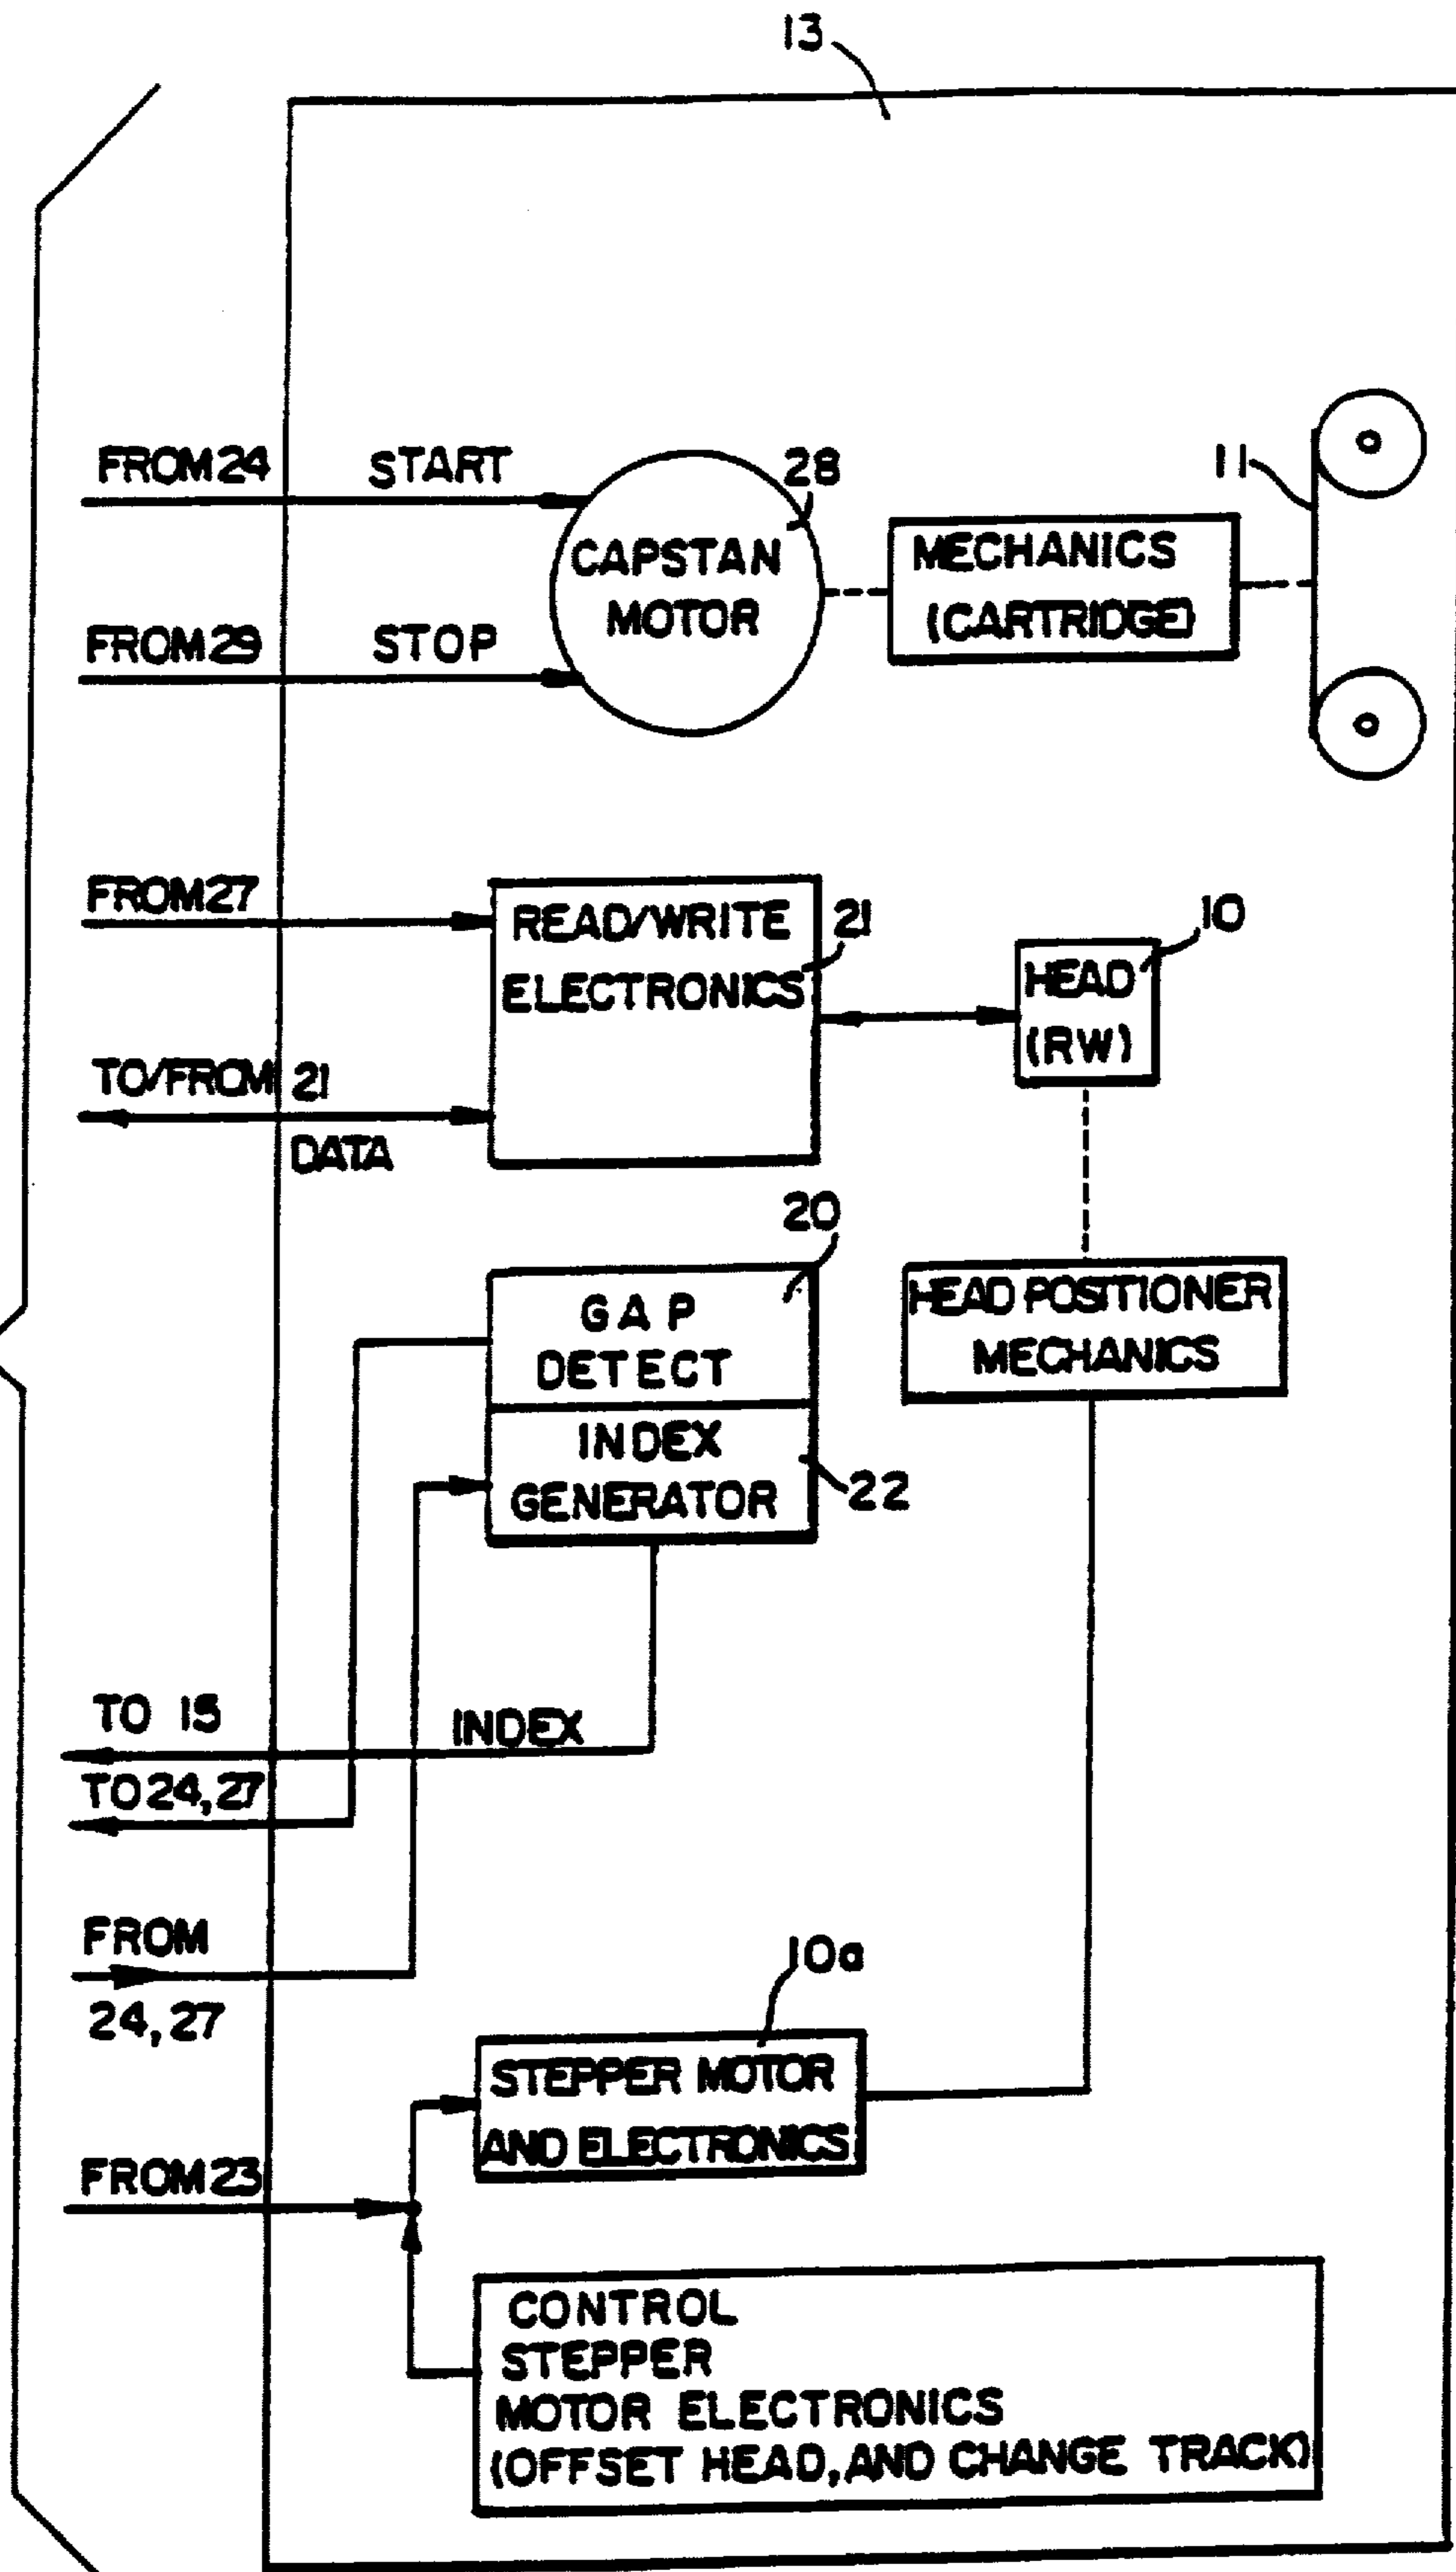 13
FROM 24
START
28
CAPSTAN
MOTOR
MECHANICS
(CARTRIDGE)
11
FROM 29
STOP
FROM 27
READ/WRITE
ELECTRONICS
21
10
HEAD
(RW)
TO/FROM 21
DATA
20
GAP
DETECT
HEAD POSITIONER
MECHANICS
INDEX
GENERATOR
22
TO 15
INDEX
TO 24, 27
FROM
24, 27
10a
STEPPER MOTOR
AND ELECTRONICS
FROM 23
CONTROL
STEPPER
MOTOR ELECTRONICS
(OFFSET HEAD, AND CHANGE TRACK)